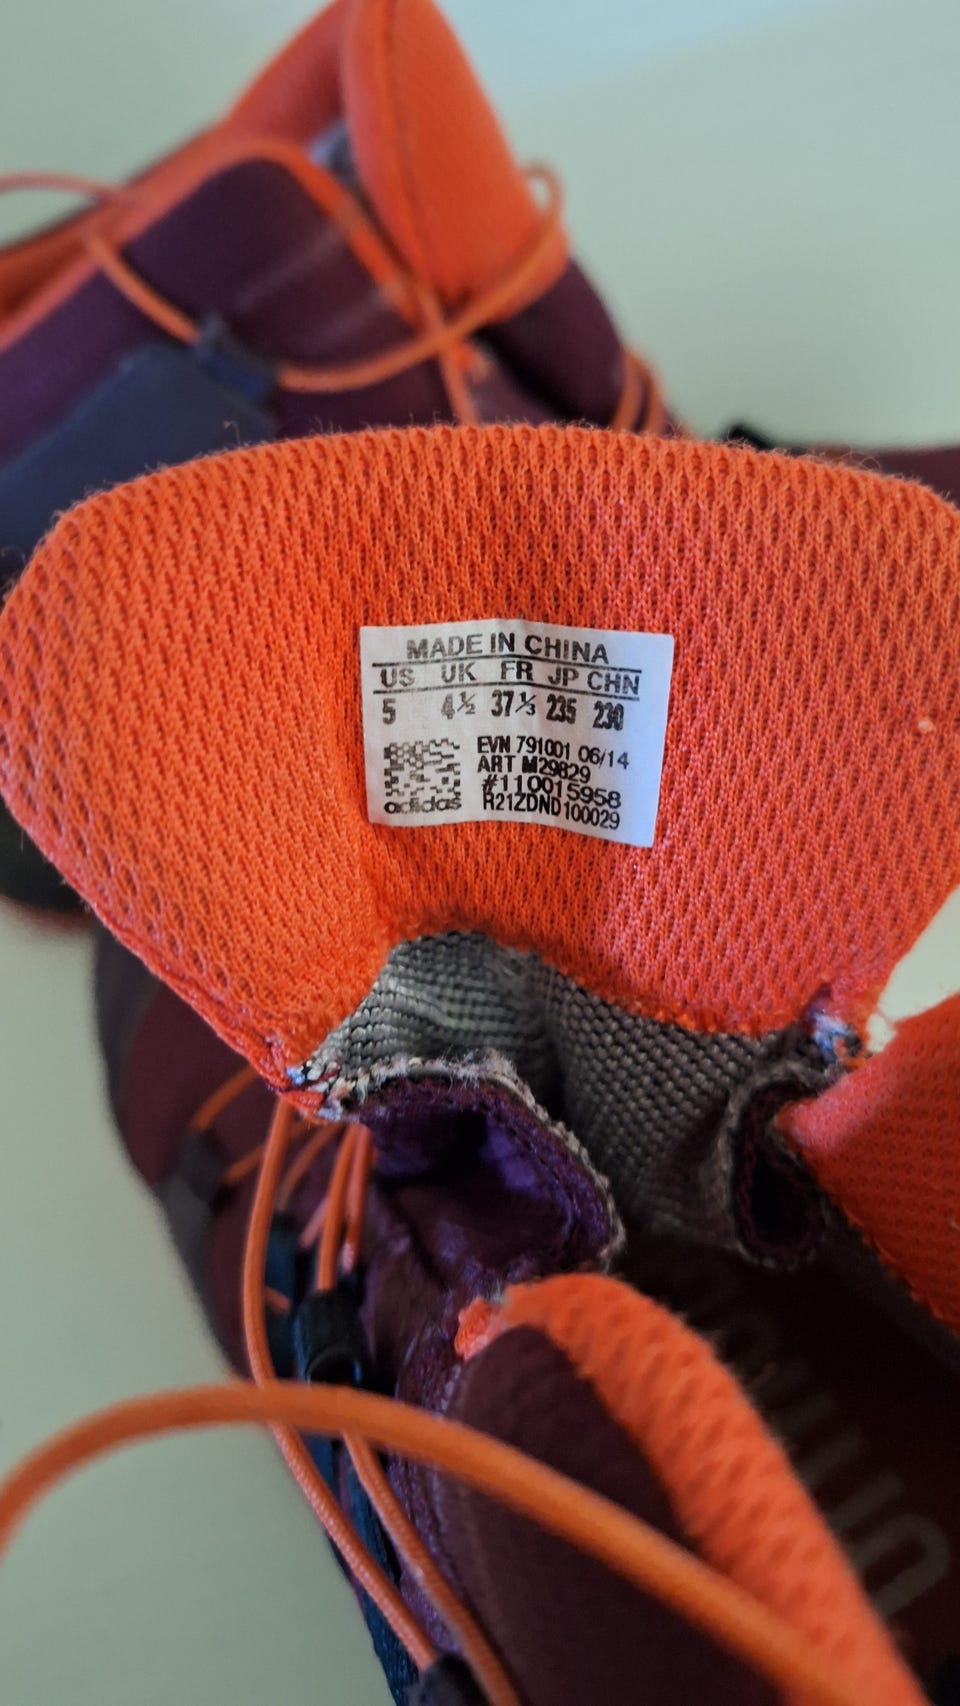 MADE IN CHINA
US UK FR JP CHN
5 4½ 37⅓ 235 230
EVN 791001 06/14
ART M29829
#110015958
adidas R21ZDND100029